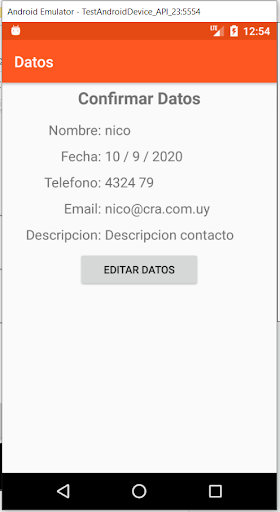 Android Emulator - TestAndroidDevice_API_23:5554
LTE 12:54
Datos
Confirmar Datos
Nombre: nico
Fecha: 10 / 9 / 2020
Telefono: 4324 79
Email: nico@cra.com.uy
Descripcion: Descripcion contacto
EDITAR DATOS